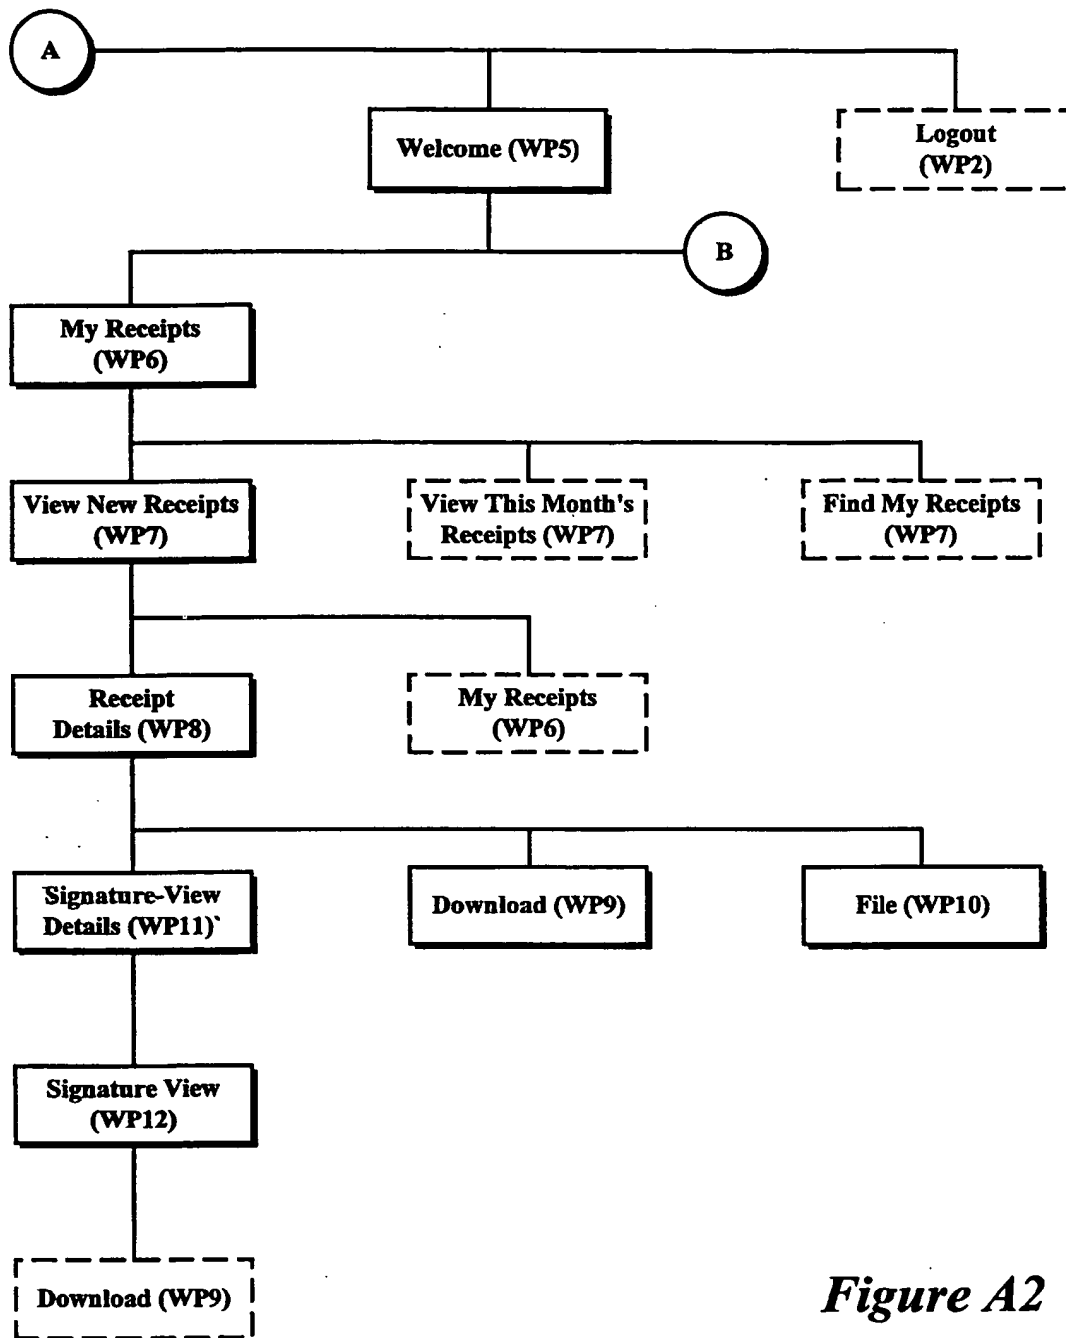 A
Welcome (WP5)
Logout
(WP2)
B
My Receipts
(WP6)
View New Receipts
(WP7)
View This Month's
Receipts (WP7)
Find My Receipts
(WP7)
Receipt
Details (WP8)
My Receipts
(WP6)
Signature-View
Details (WP11)
Download (WP9)
File (WP10)
Signature View
(WP12)
Download (WP9)
Figure A2